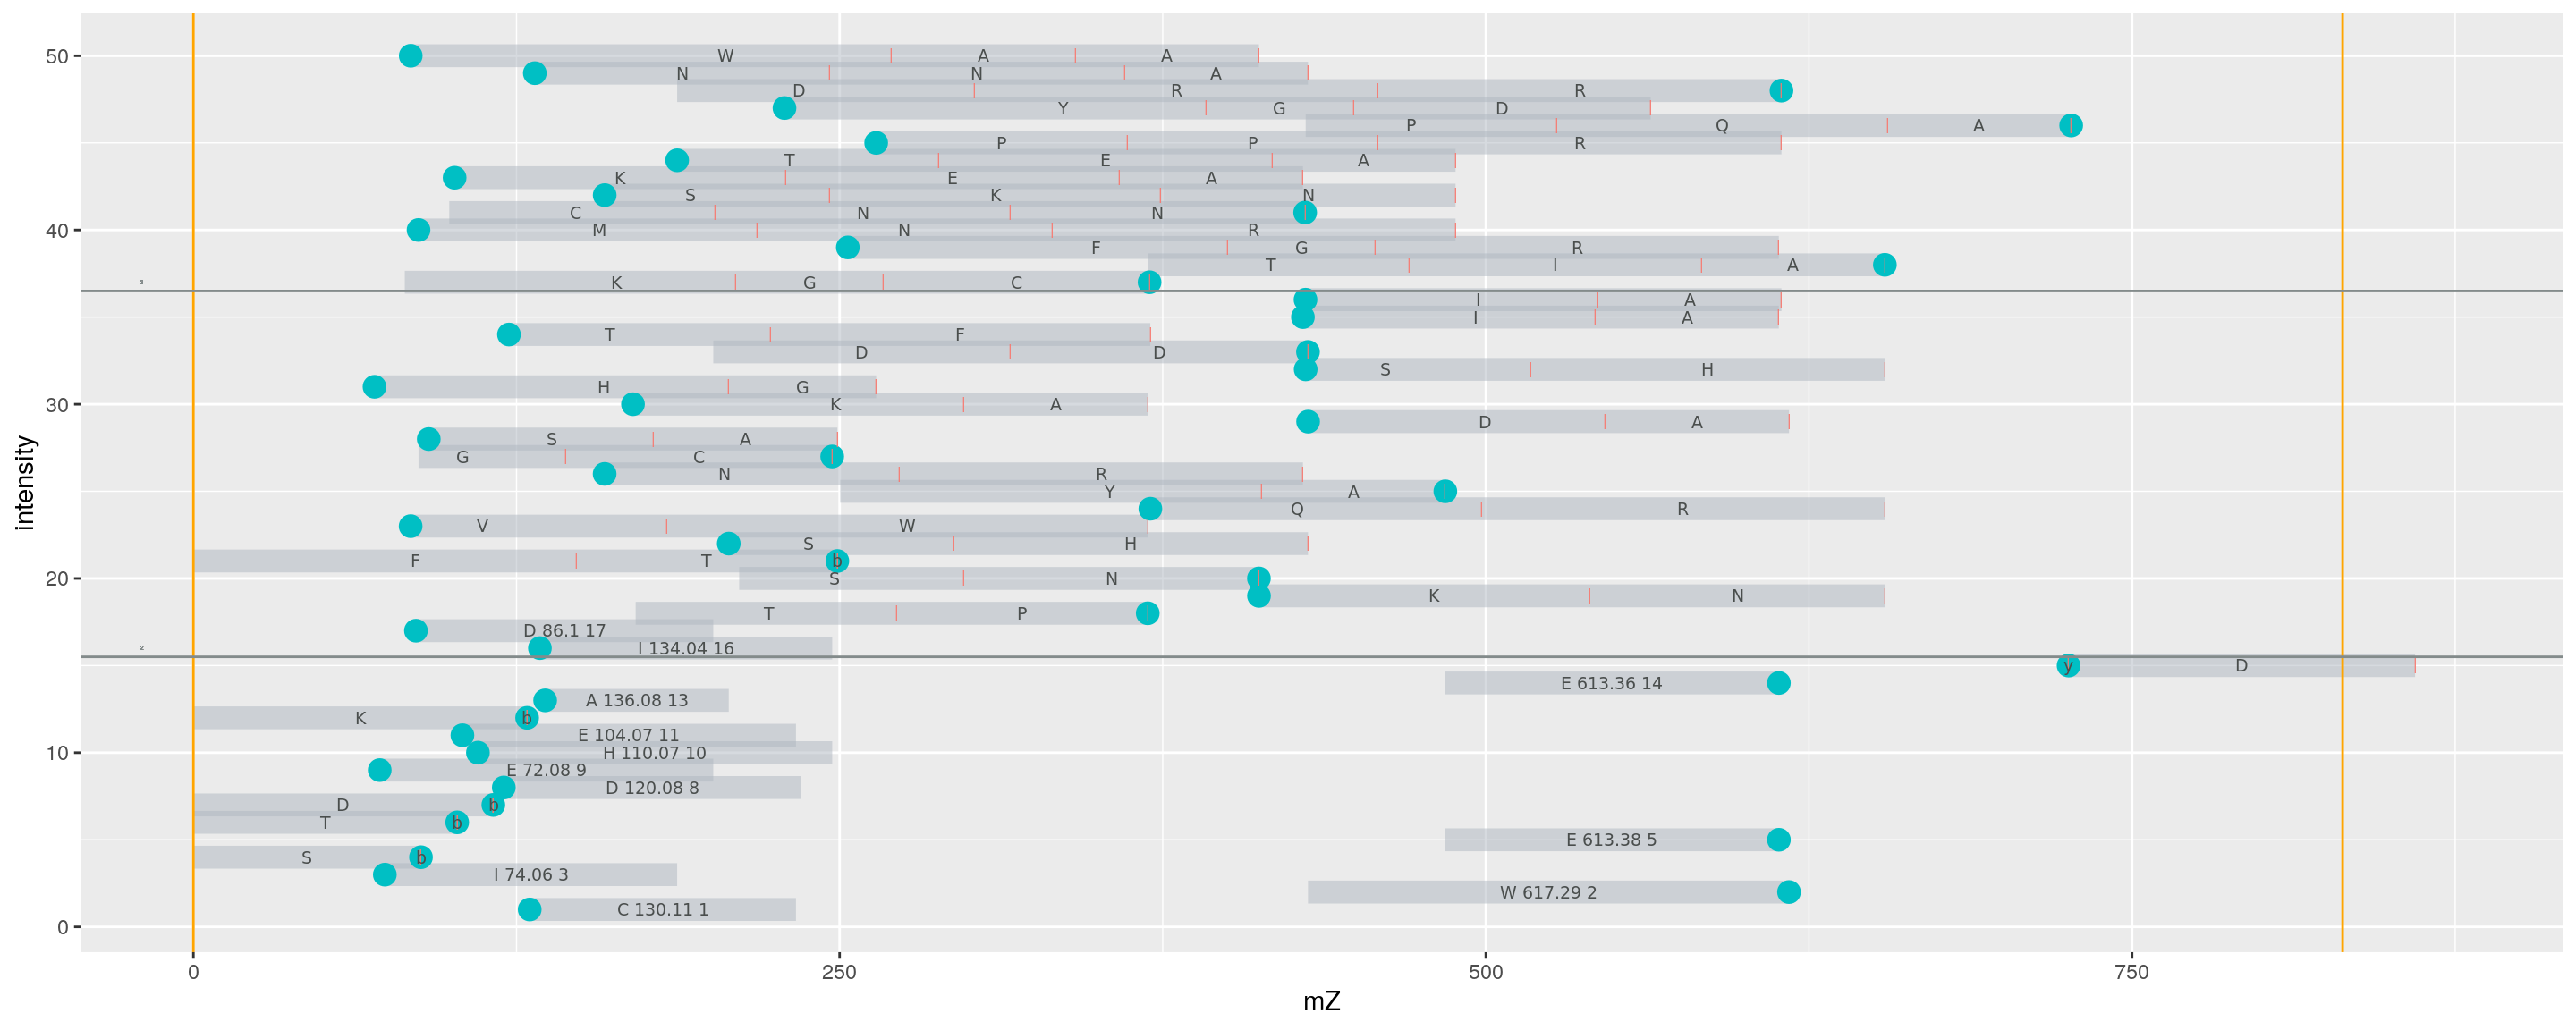 50
W A A
N N A
D R R
Y G D
P Q A
P P R
T E A
K E A
S K N
C N N
40
M N R
F G R
T I A
3
K G C
I A
I A
T F
D D
S H
H G
30
K A
D A
S A
G C
N R
Y A
Q R
V W
S H
F T b
20
S N
K N
T P
D 86.1 17
2
I 134.04 16
y D
E 613.36 14
A 136.08 13
K b
E 104.07 11
10
H 110.07 10
E 72.08 9
D 120.08 8
D b
T b
E 613.38 5
S b
I 74.06 3
W 617.29 2
C 130.11 1
0
0 250 500 750
mZ
intensity